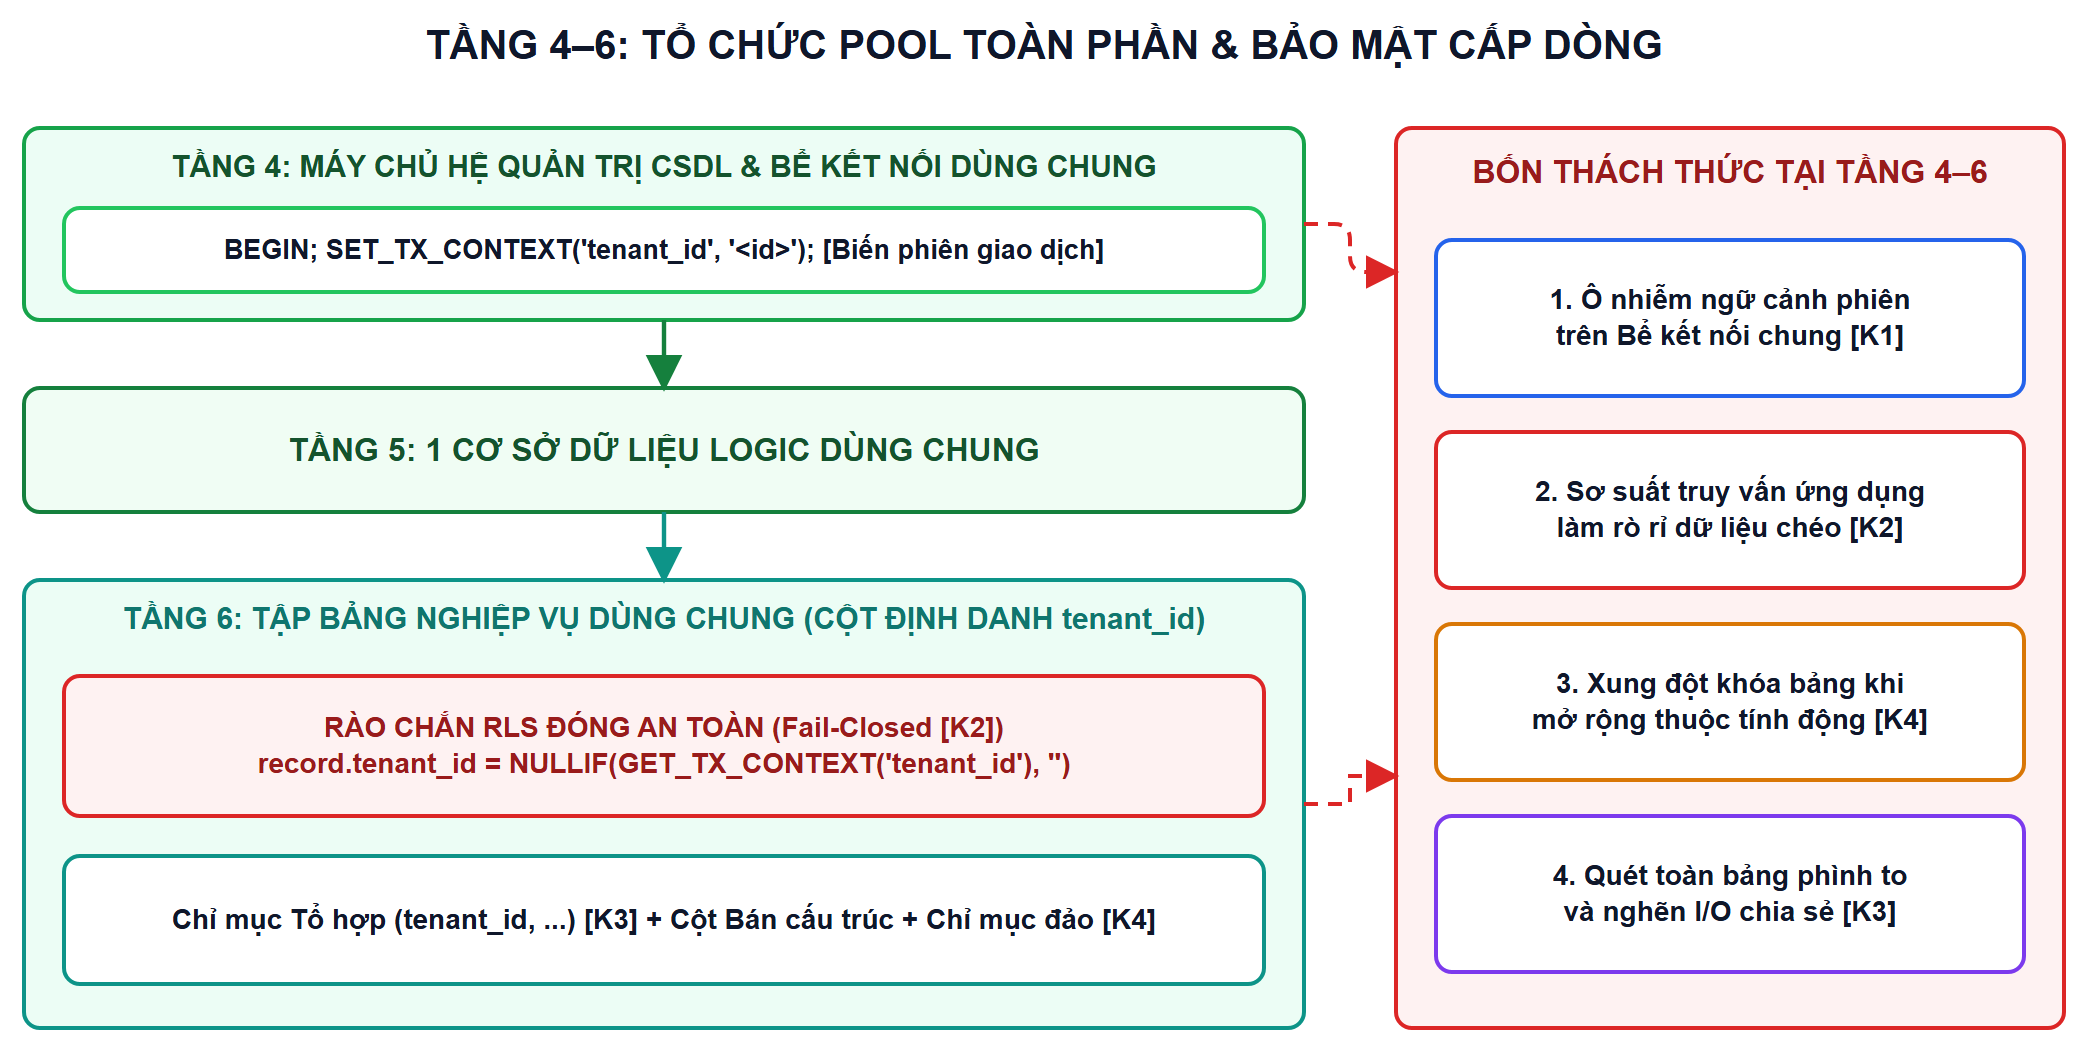 TẦNG 4–6: TỔ CHỨC POOL TOÀN PHẦN & BẢO MẬT CẤP DÒNG
TẦNG 4: MÁY CHỦ HỆ QUẢN TRỊ CSDL & BỂ KẾT NỐI DÙNG CHUNG
BEGIN; SET_TX_CONTEXT('tenant_id', '<id>'); [Biến phiên giao dịch]
TẦNG 5: 1 CƠ SỞ DỮ LIỆU LOGIC DÙNG CHUNG
TẦNG 6: TẬP BẢNG NGHIỆP VỤ DÙNG CHUNG (CỘT ĐỊNH DANH tenant_id)
RÀO CHẮN RLS ĐÓNG AN TOÀN (Fail-Closed [K2])
record.tenant_id = NULLIF(GET_TX_CONTEXT('tenant_id'), '')
Chỉ mục Tổ hợp (tenant_id, ...) [K3] + Cột Bán cấu trúc + Chỉ mục đảo [K4]
BỐN THÁCH THỨC TẠI TẦNG 4–6
1. Ô nhiễm ngữ cảnh phiên
trên Bể kết nối chung [K1]
2. Sơ suất truy vấn ứng dụng
làm rò rỉ dữ liệu chéo [K2]
3. Xung đột khóa bảng khi
mở rộng thuộc tính động [K4]
4. Quét toàn bảng phình to
và nghẽn I/O chia sẻ [K3]